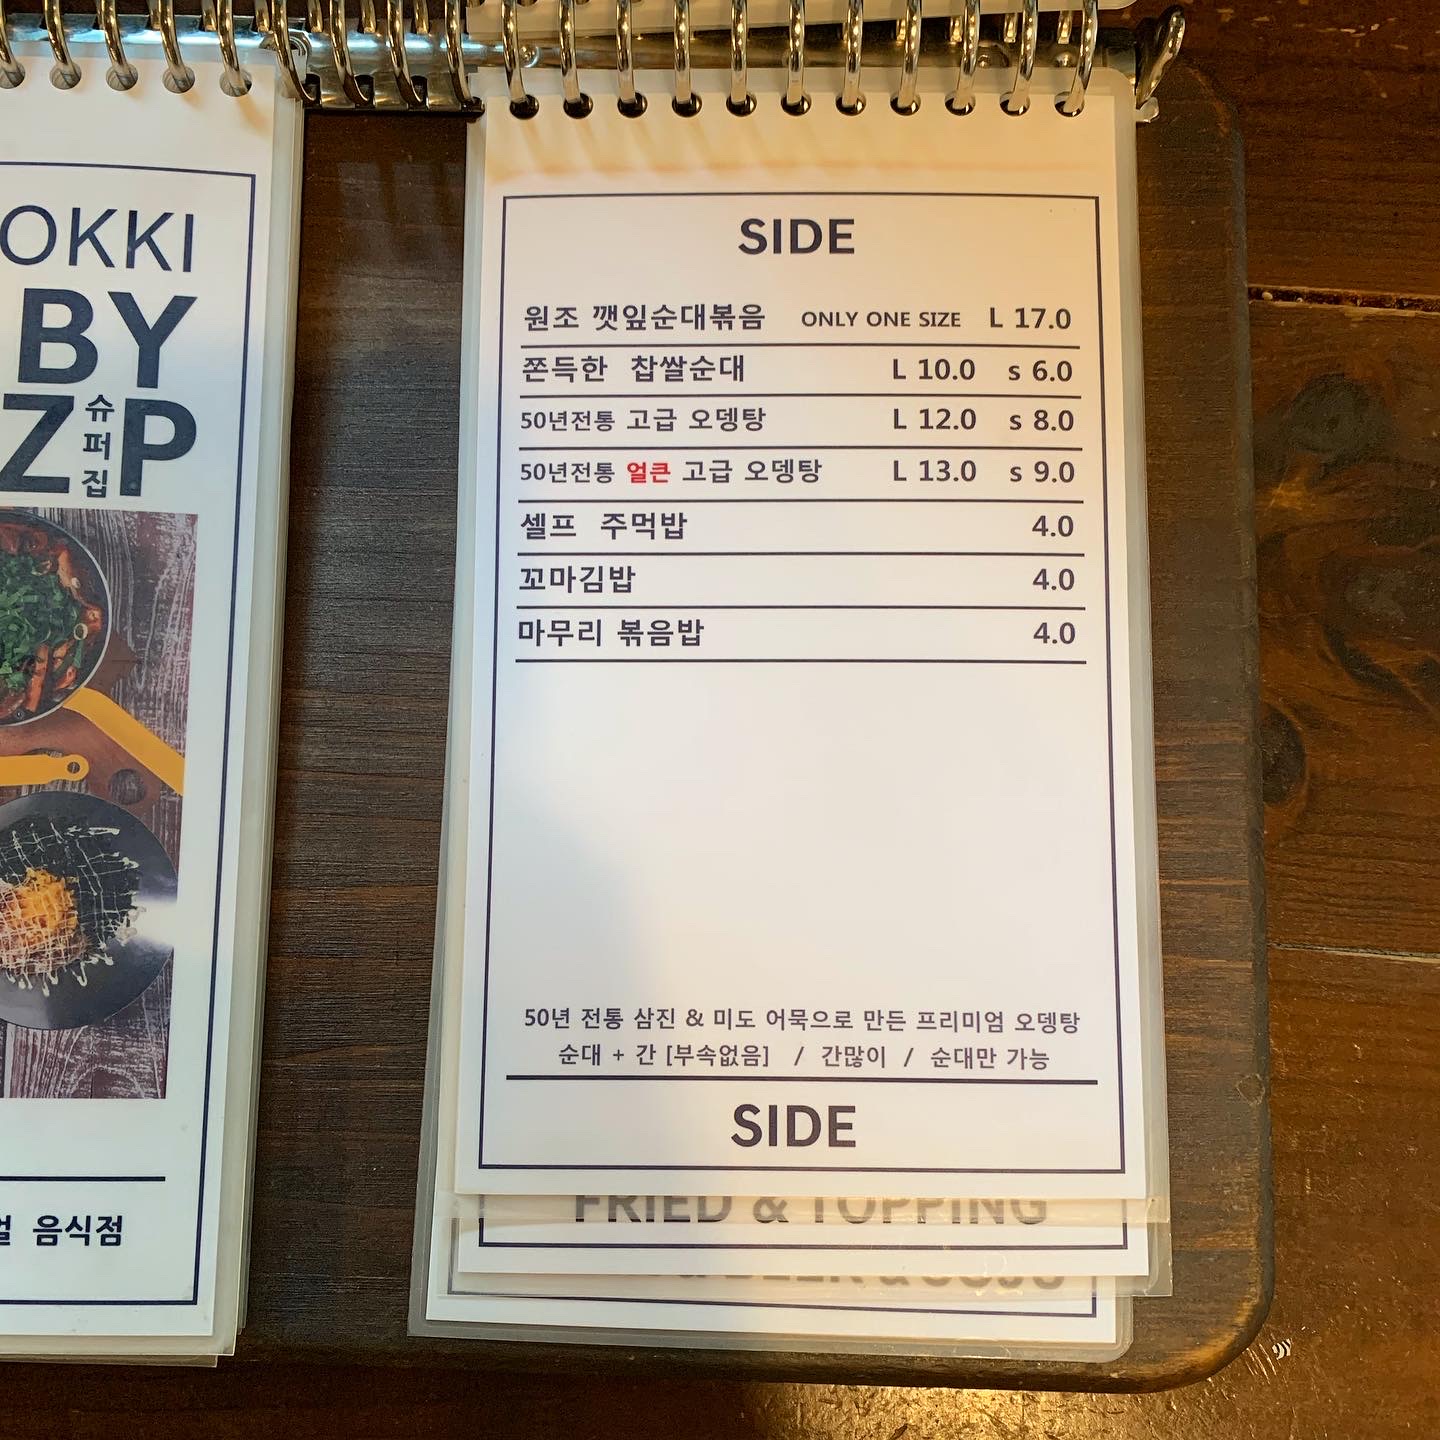 OKKI
BY
Z슈퍼집P
음식점
SIDE
원조 깻잎순대볶음 ONLY ONE SIZE L 17.0
쫀득한 찹쌀순대 L 10.0 s 6.0
50년전통 고급 오뎅탕 L 12.0 s 8.0
50년전통 얼큰 고급 오뎅탕 L 13.0 s 9.0
셀프 주먹밥 4.0
꼬마김밥 4.0
마무리 볶음밥 4.0
50년 전통 삼진 & 미도 어묵으로 만든 프리미엄 오뎅탕
순대 + 간 [부속없음] / 간많이 / 순대만 가능
SIDE
FRIED & TOPPING
& BEER & SOJU